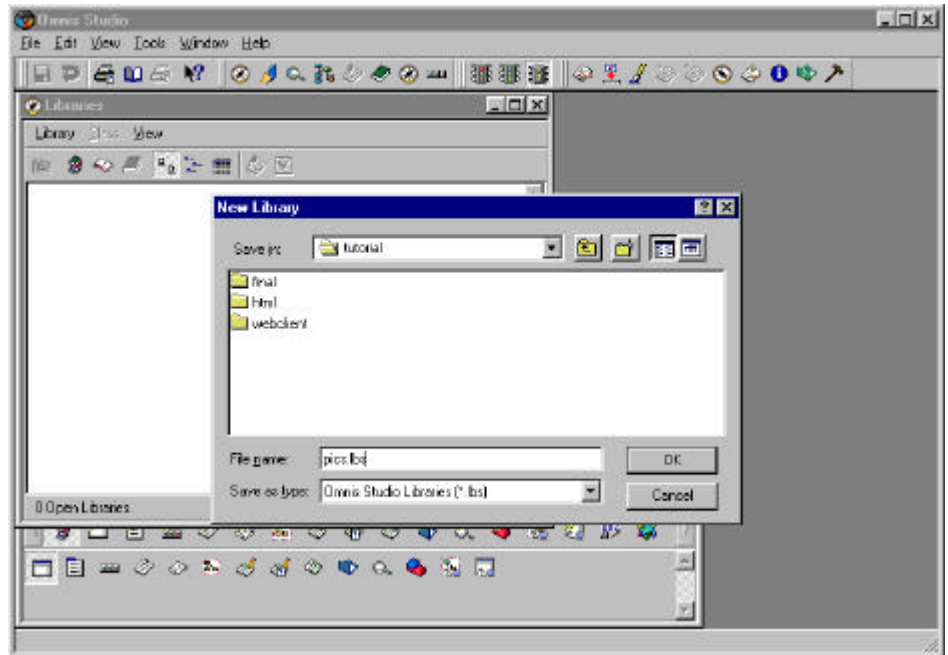 Omnis Studio
File Edit View Tools Window Help
Libraries
Library Class View
New Library
Save in: tutorial
final
html
webclient
File name: pics.lbs
OK
Save as type: Omnis Studio Libraries (*.lbs)
Cancel
0 Open Libraries